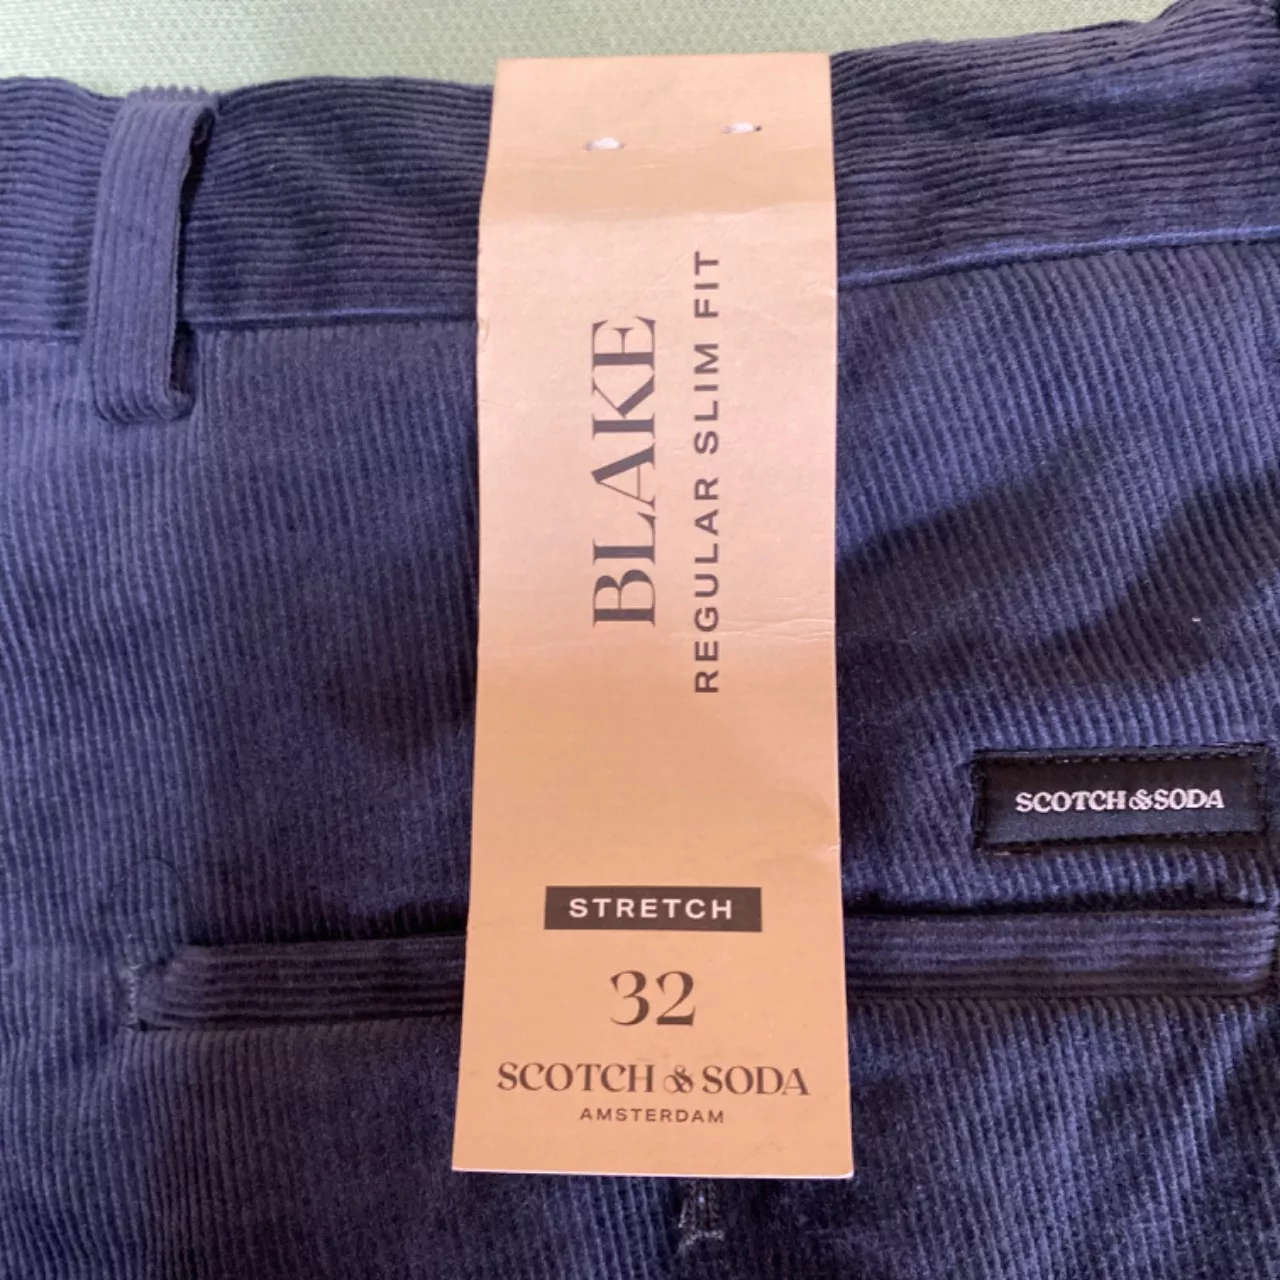 BLAKE
REGULAR SLIM FIT
STRETCH
32
SCOTCH & SODA
AMSTERDAM
SCOTCH & SODA